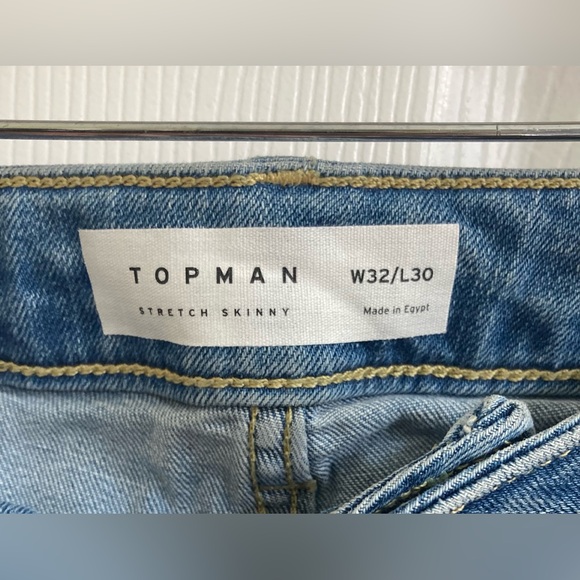 TOPMAN W32/L30
STRETCH SKINNY Made in Egypt